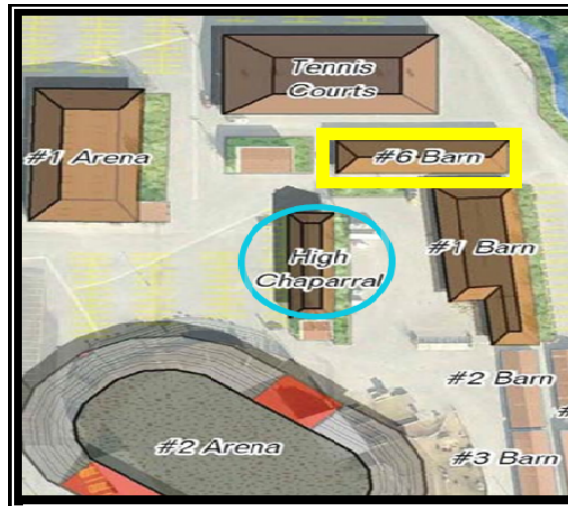 Tennis
Courts
#1 Arena
#6 Barn
High
Chaparral
#1 Barn
#2 Barn
#2 Arena
#3 Barn